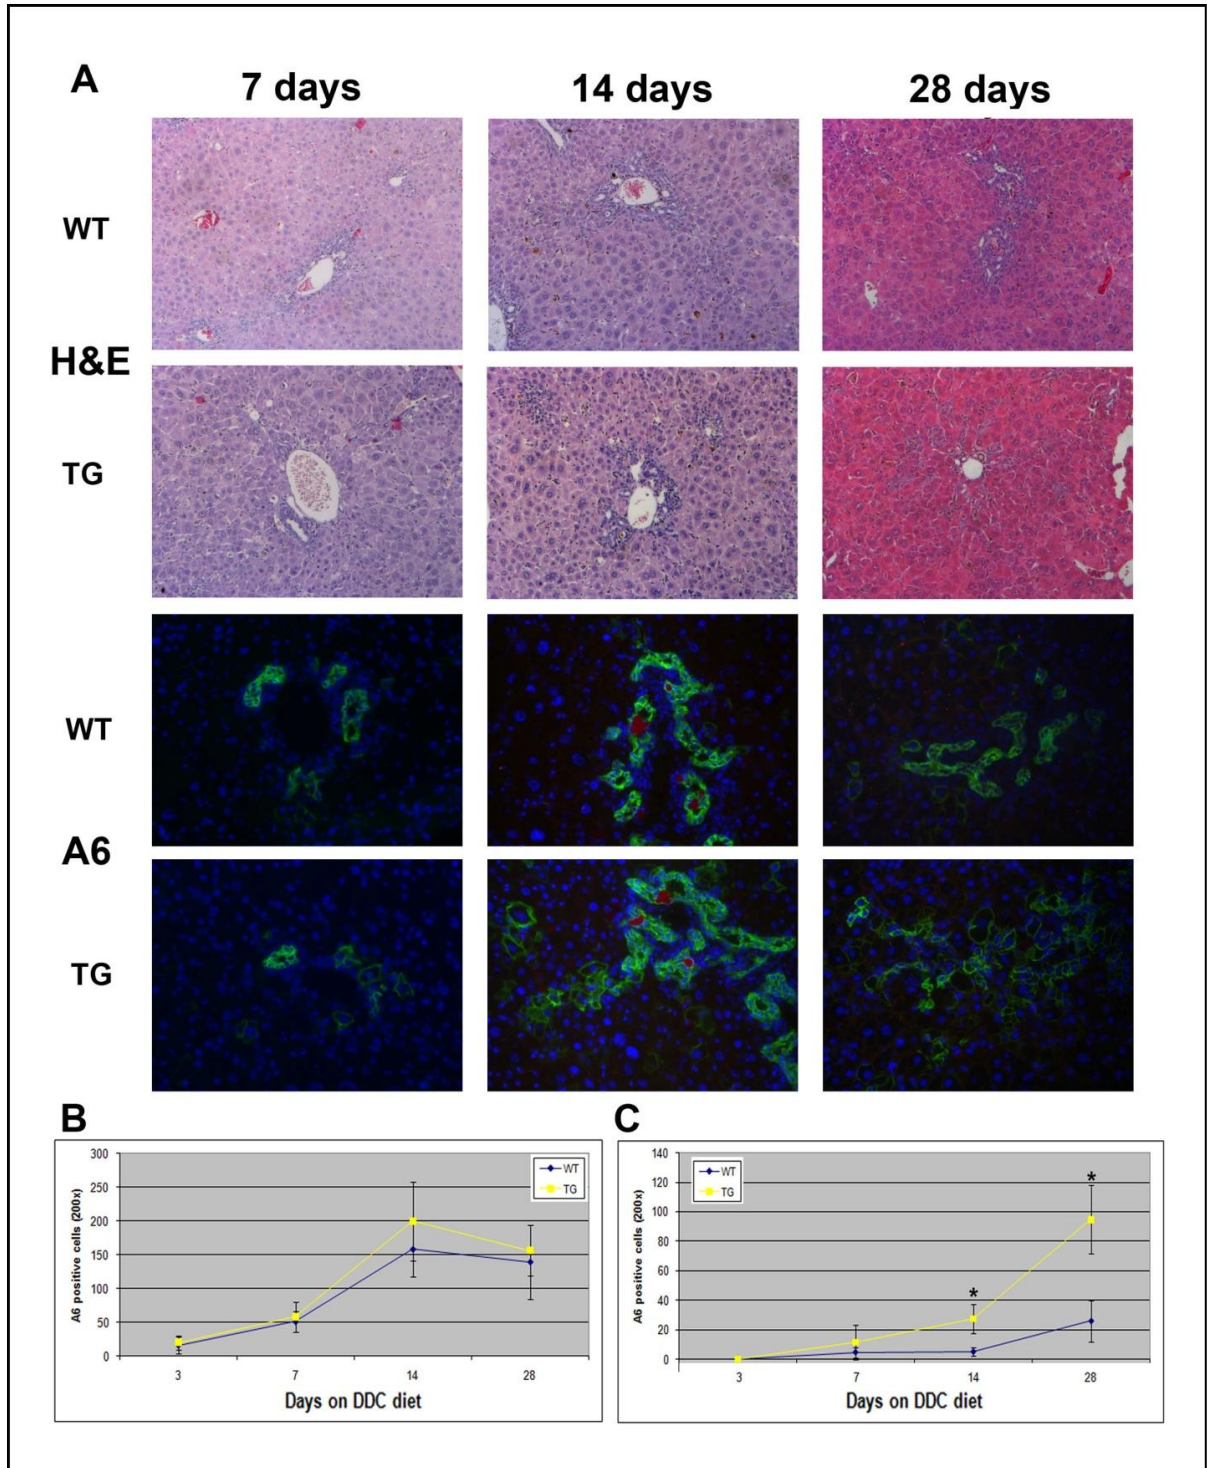 A
7 days
14 days
28 days
WT
H&E
TG
WT
A6
TG
B
C
300
250
200
150
100
50
0
A6 positive cells (200x)
WT
TG
3
7
14
28
Days on DDC diet
140
120
100
80
60
40
20
0
A6 positive cells (200x)
WT
TG
*
*
3
7
14
28
Days on DDC diet